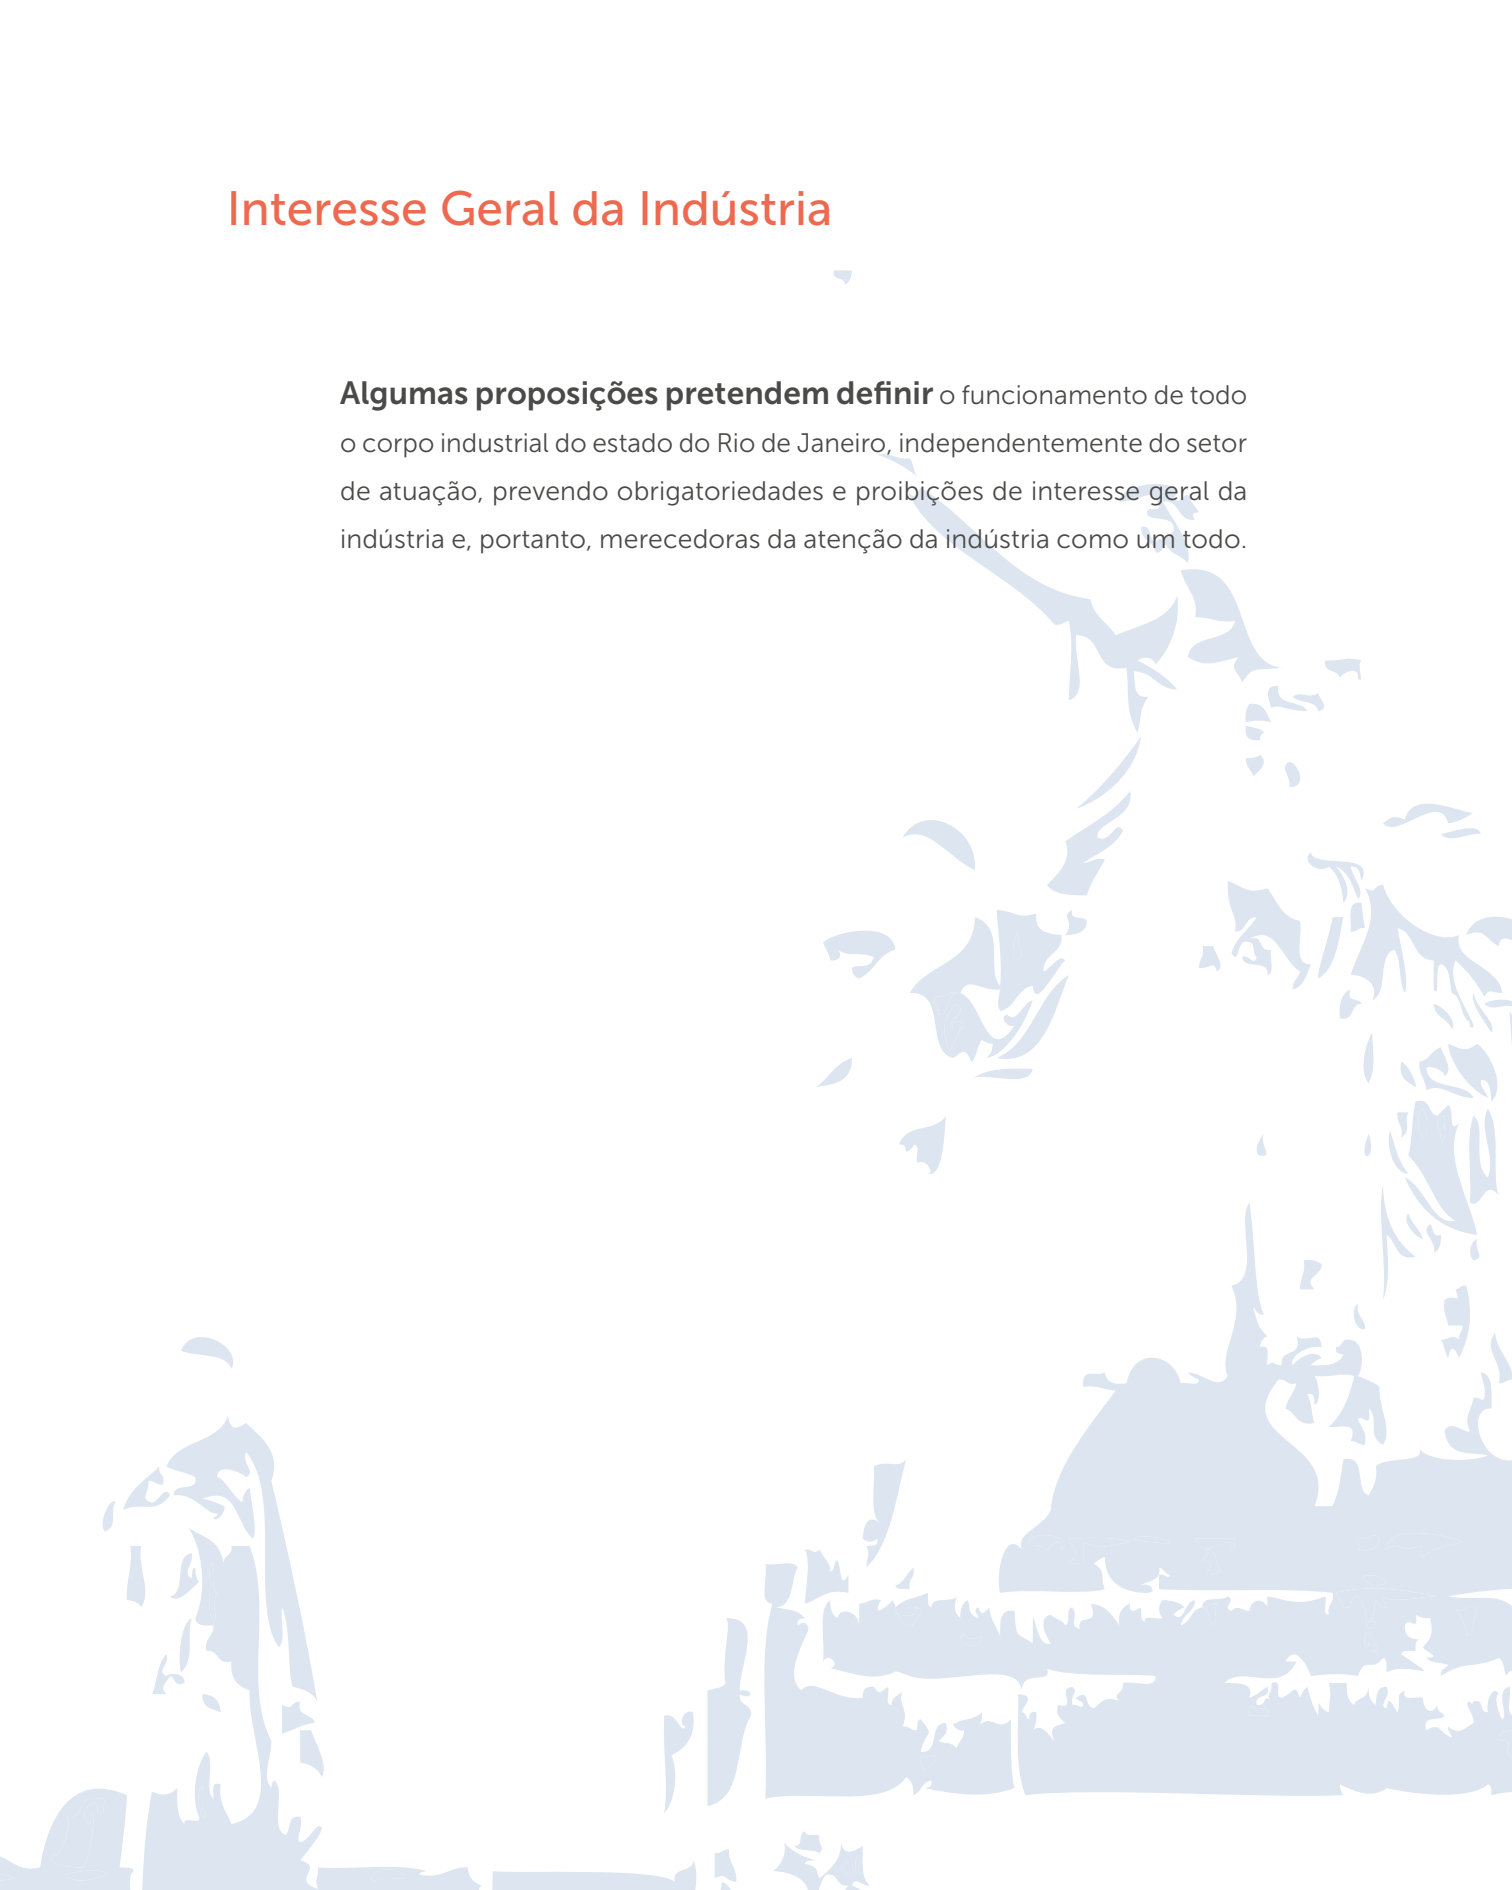 Interesse Geral da Indústria
Algumas proposições pretendem definir o funcionamento de todo
o corpo industrial do estado do Rio de Janeiro, independentemente do setor
de atuação, prevendo obrigatoriedades e proibições de interesse geral da
indústria e, portanto, merecedoras da atenção da indústria como um todo.